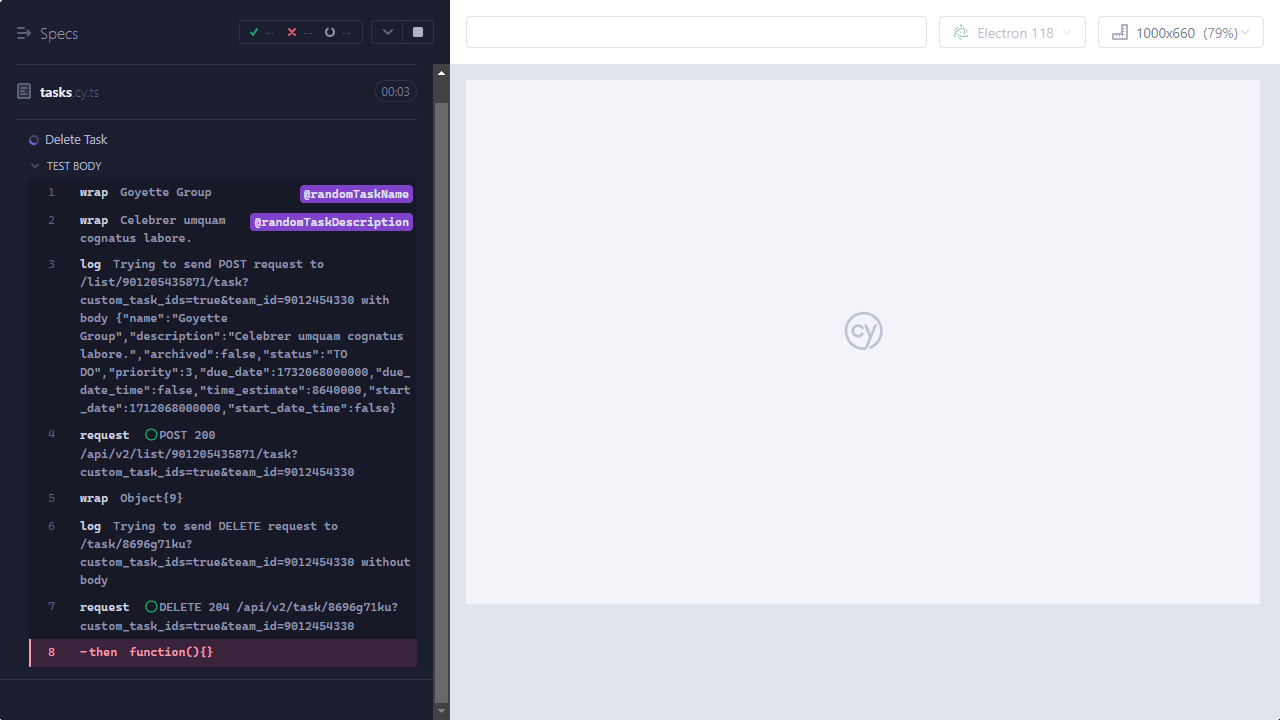 Specs
-- -- --
Electron 118
1000x660 (79%)
tasks.cy.ts
00:03
Delete Task
TEST BODY
1 wrap Goyette Group @randomTaskName
2 wrap Celebrer umquam @randomTaskDescription
cognatus labore.
3 log Trying to send POST request to
/list/901205435871/task?
custom_task_ids=true&team_id=9012454330 with
body {"name":"Goyette
Group","description":"Celebrer umquam cognatus
labore.","archived":false,"status":"TO
DO","priority":3,"due_date":1732068000000,"due_
date_time":false,"time_estimate":8640000,"start
_date":1712068000000,"start_date_time":false}
4 request POST 200
/api/v2/list/901205435871/task?
custom_task_ids=true&team_id=9012454330
5 wrap Object{9}
6 log Trying to send DELETE request to
/task/8696g71ku?
custom_task_ids=true&team_id=9012454330 without
body
7 request DELETE 204 /api/v2/task/8696g71ku?
custom_task_ids=true&team_id=9012454330
8 -then function(){}
cy